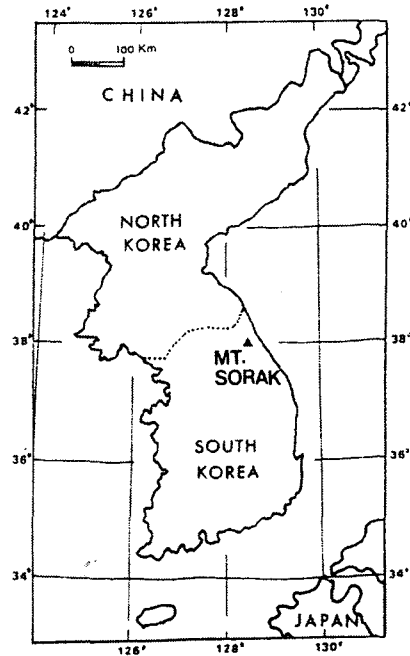 124° 126° 128° 130°
0 100 Km
CHINA
42° 42°
NORTH
KOREA
40° 40°
38° 38°
MT.
SORAK
SOUTH
KOREA
36° 36°
34° 34°
JAPAN
126° 128° 130°